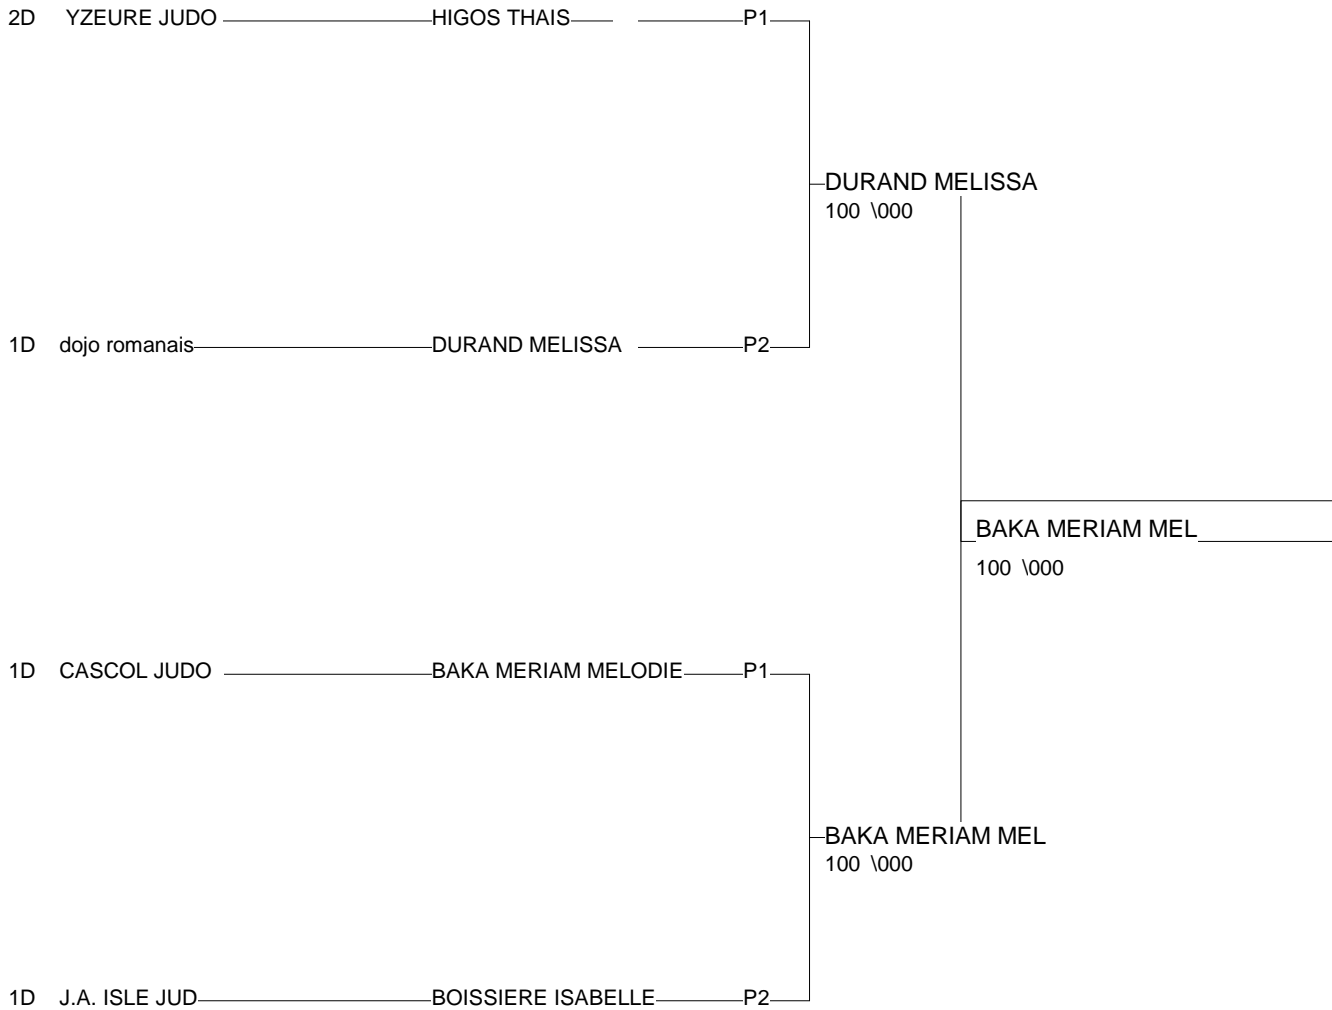 2D YZEURE JUDO HIGOS THAIS P1
DURAND MELISSA
100 \000
1D dojo romanais DURAND MELISSA P2
BAKA MERIAM MEL
100 \000
1D CASCOL JUDO BAKA MERIAM MELODIE P1
BAKA MERIAM MEL
100 \000
1D J.A. ISLE JUD BOISSIERE ISABELLE P2